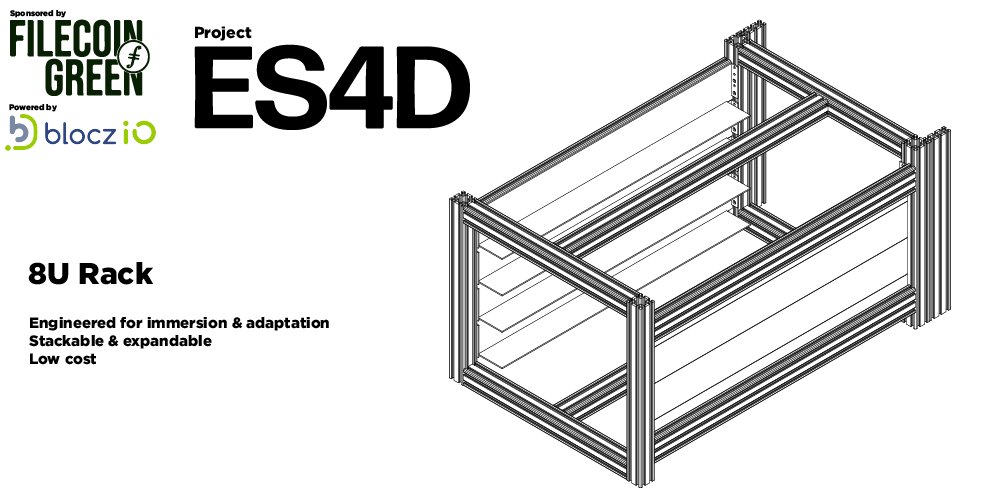 Sponsored by
FILECOIN
GREEN
Powered by
blocz io
Project
ES4D
8U Rack
Engineered for immersion & adaptation
Stackable & expandable
Low cost